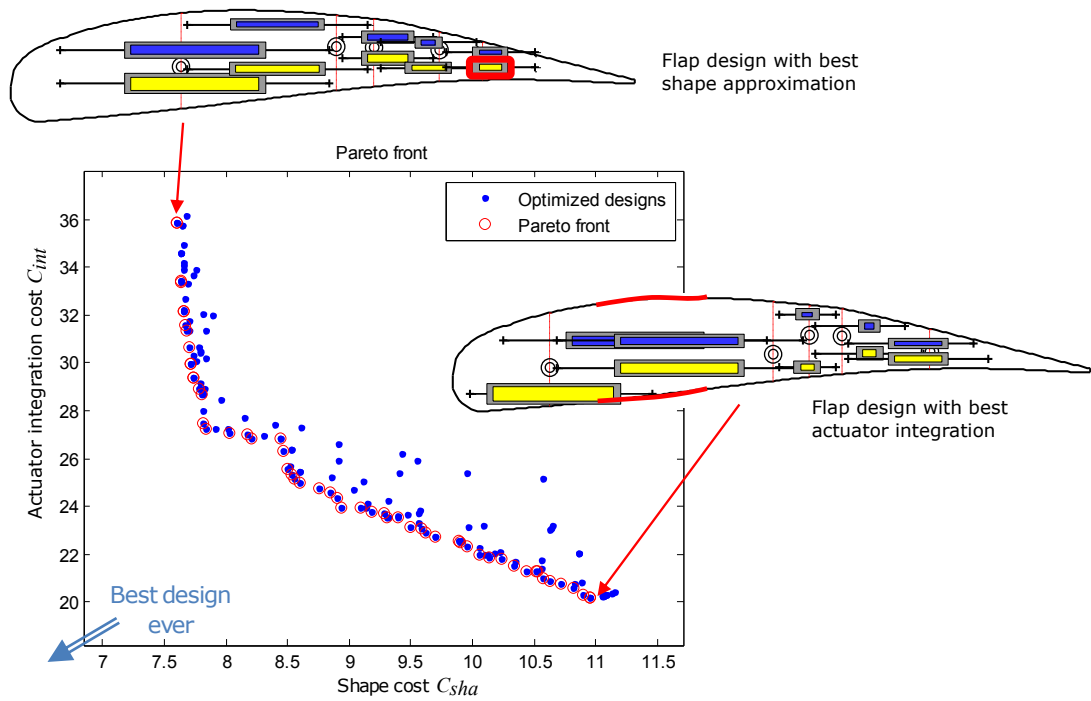 Flap design with best
shape approximation
Pareto front
Optimized designs
Pareto front
Actuator integration cost C_int
36
34
32
30
28
26
24
22
20
Flap design with best
actuator integration
Best design
ever
7 7.5 8 8.5 9 9.5 10 10.5 11 11.5
Shape cost C_sha